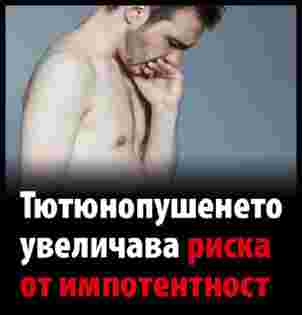 Тютюнопушенето
увеличава риска
от импотентност